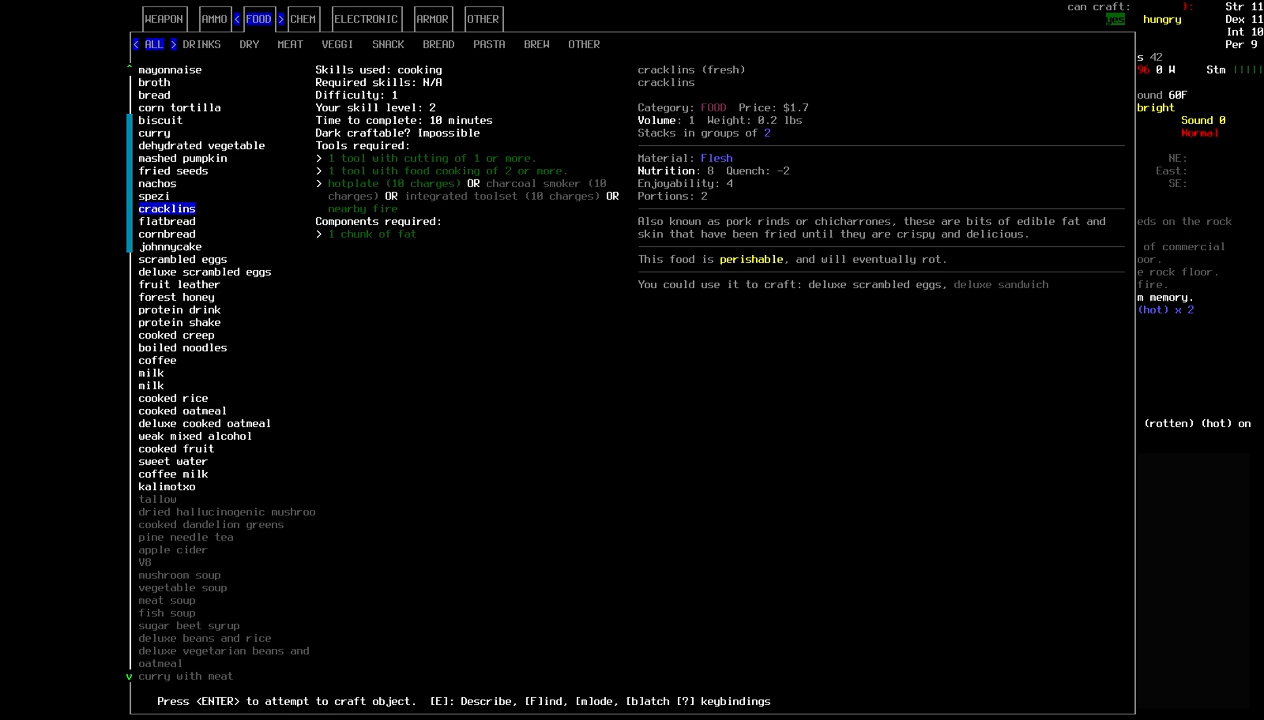 WEAPON AMMO < FOOD > CHEM ELECTRONIC ARMOR OTHER
< ALL > DRINKS DRY MEAT VEGGI SNACK BREAD PASTA BREW OTHER
^ mayonnaise
broth
bread
corn tortilla
biscuit
curry
dehydrated vegetable
mashed pumpkin
fried seeds
nachos
spezi
cracklins
flatbread
cornbread
johnnycake
scrambled eggs
deluxe scrambled eggs
fruit leather
forest honey
protein drink
protein shake
cooked creep
boiled noodles
coffee
milk
milk
cooked rice
cooked oatmeal
deluxe cooked oatmeal
weak mixed alcohol
cooked fruit
sweet water
coffee milk
kalimotxo
tallow
dried hallucinogenic mushroo
cooked dandelion greens
pine needle tea
apple cider
V8
mushroom soup
vegetable soup
meat soup
fish soup
sugar beet syrup
deluxe beans and rice
deluxe vegetarian beans and
oatmeal
v curry with meat
Skills used: cooking
Required skills: N/A
Difficulty: 1
Your skill level: 2
Time to complete: 10 minutes
Dark craftable? Impossible
Tools required:
> 1 tool with cutting of 1 or more.
> 1 tool with food cooking of 2 or more.
> hotplate (10 charges) OR charcoal smoker (10
charges) OR integrated toolset (10 charges) OR
nearby fire
Components required:
> 1 chunk of fat
cracklins (fresh)
cracklins
Category: FOOD Price: $1.7
Volume: 1 Weight: 0.2 lbs
Stacks in groups of 2
Material: Flesh
Nutrition: 8 Quench: -2
Enjoyability: 4
Portions: 2
Also known as pork rinds or chicharrones, these are bits of edible fat and
skin that have been fried until they are crispy and delicious.
This food is perishable, and will eventually rot.
You could use it to craft: deluxe scrambled eggs, deluxe sandwich
can craft:
yes
): Str 11
hungry Dex 11
Int 10
Per 9
s 42
96 0 W Stm |||||
ound 60F
bright
Sound 0
Normal
NE:
East:
SE:
eds on the rock
of commercial
oor.
e rock floor.
fire.
m memory.
(hot) x 2
(rotten) (hot) on
Press <ENTER> to attempt to craft object. [E]: Describe, [F]ind, [m]ode, [b]atch [?] keybindings